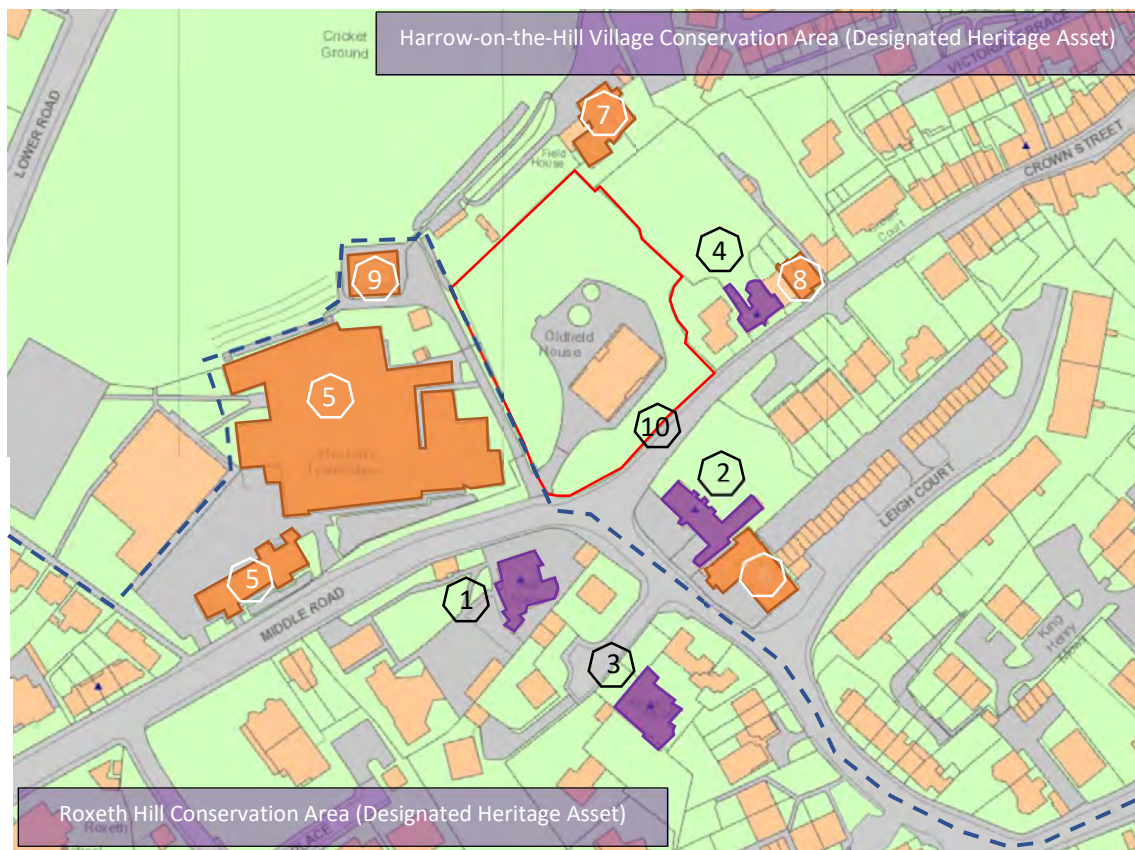 Cricket
Ground
Harrow-on-the-Hill Village Conservation Area (Designated Heritage Asset)
LOWER ROAD
7
Field
House
CROWN STREET
4
8
Court
9
Oldfield
House
5
10
2
LEIGH COURT
5
1
MIDDLE ROAD
3
King
Henry
Mews
Roxeth Hill Conservation Area (Designated Heritage Asset)
Roxeth